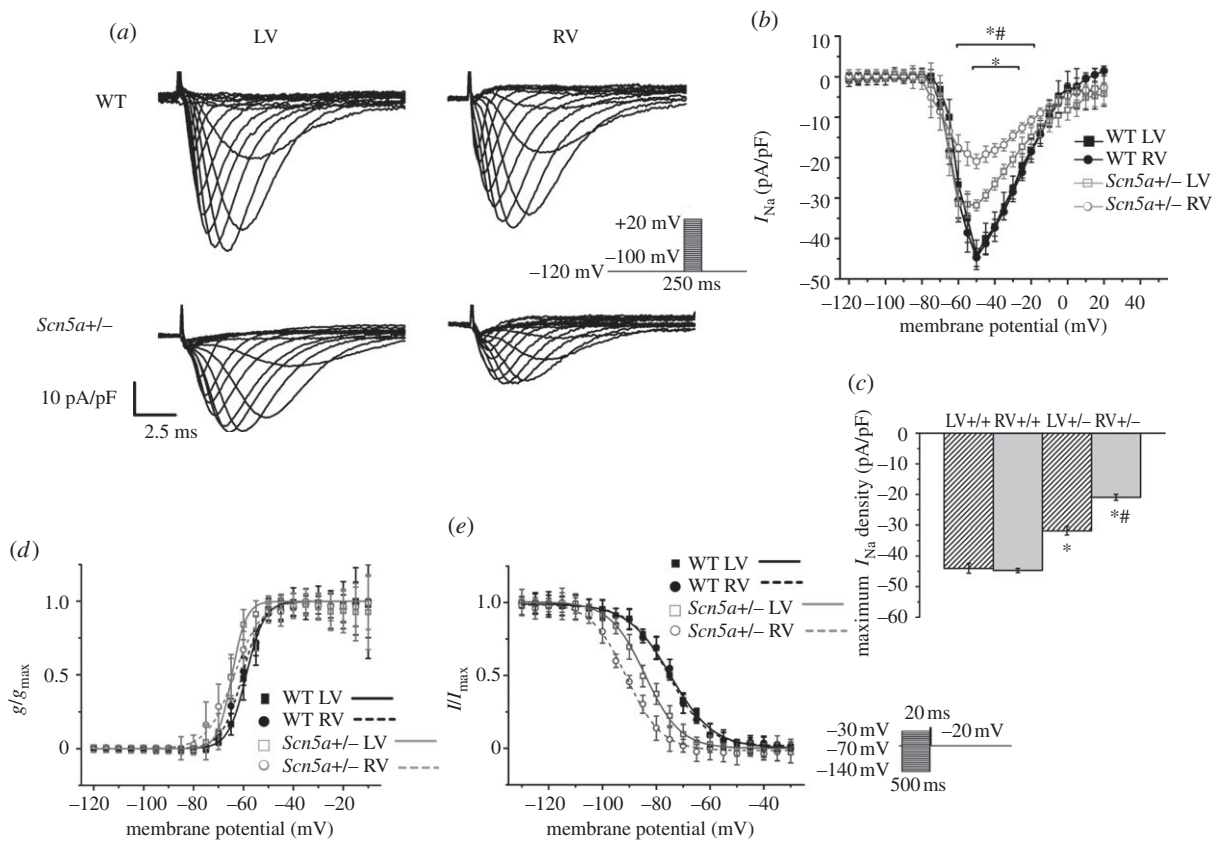 (a)
LV
RV
WT
+20 mV
−100 mV
−120 mV
250 ms
Scn5a+/−
10 pA/pF
2.5 ms
(b)
*#
*
10
0
−10
−20
−30
−40
−50
I_Na (pA/pF)
WT LV
WT RV
Scn5a+/− LV
Scn5a+/− RV
−120 −100 −80 −60 −40 −20 0 20 40
membrane potential (mV)
(c)
LV+/+ RV+/+ LV+/− RV+/−
0
−10
−20
−30
−40
−50
−60
maximum I_Na density (pA/pF)
*
*#
(d)
1.0
0.5
0
g/g_max
WT LV
WT RV
Scn5a+/− LV
Scn5a+/− RV
−120 −100 −80 −60 −40 −20
membrane potential (mV)
(e)
WT LV
WT RV
Scn5a+/− LV
Scn5a+/− RV
1.0
0.5
0
I/I_max
−120 −100 −80 −60 −40
membrane potential (mV)
20 ms
−30 mV
−20 mV
−70 mV
−140 mV
500 ms